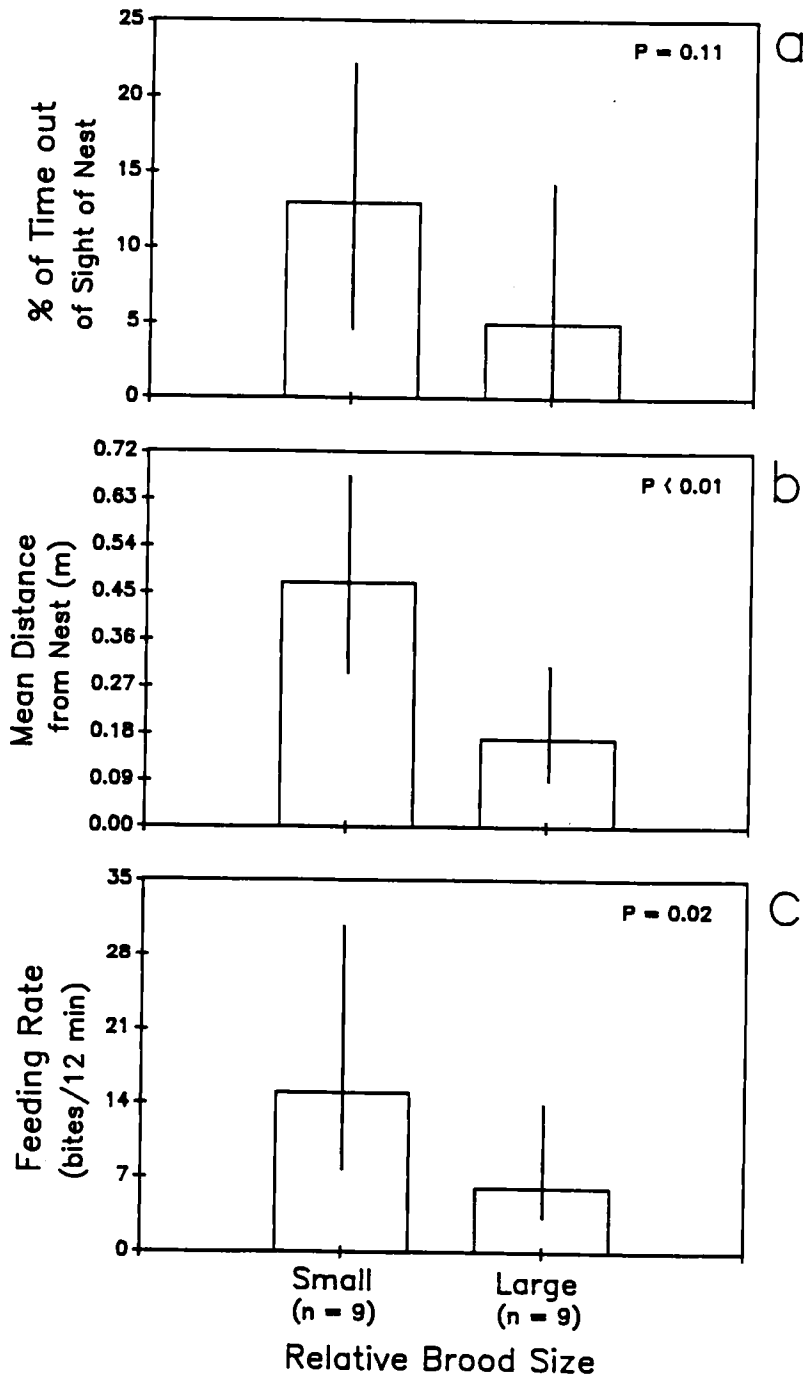 a
P = 0.11
% of Time out
of Sight of Nest
25
20
15
10
5
0
b
P < 0.01
Mean Distance
from Nest (m)
0.72
0.63
0.54
0.45
0.36
0.27
0.18
0.09
0.00
c
P = 0.02
Feeding Rate
(bites/12 min)
35
28
21
14
7
0
Small
(n = 9)
Large
(n = 9)
Relative Brood Size